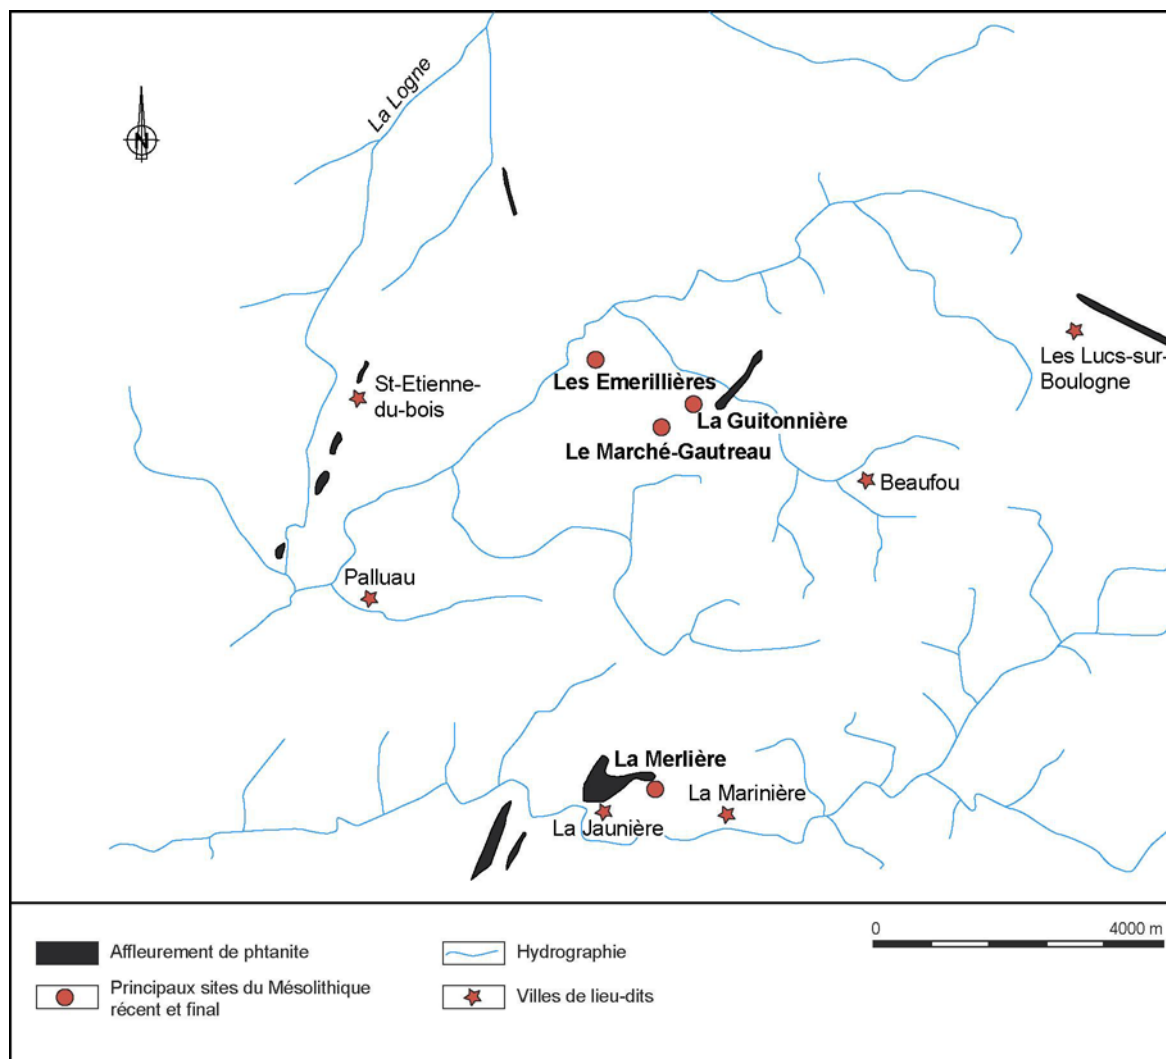 La Logne
N
Les Lucs-sur-
Boulogne
St-Etienne-
du-bois
Les Emerillières
La Guitonnière
Le Marché-Gautreau
Beaufou
Palluau
La Merlière
La Marinière
La Jaunière
0 4000 m
Affleurement de phtanite
Hydrographie
Principaux sites du Mésolithique
récent et final
Villes de lieu-dits